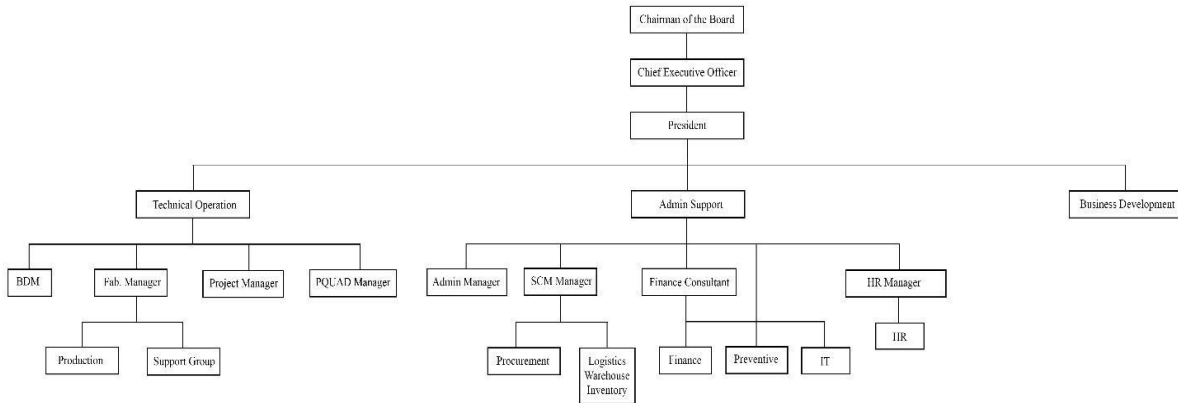 Chairman of the Board
Chief Executive Officer
President
Technical Operation
Admin Support
Business Development
BDM
Fab. Manager
Project Manager
PQUAD Manager
Admin Manager
SCM Manager
Finance Consultant
HR Manager
HR
Production
Support Group
Procurement
Logistics
Warehouse
Inventory
Finance
Preventive
IT